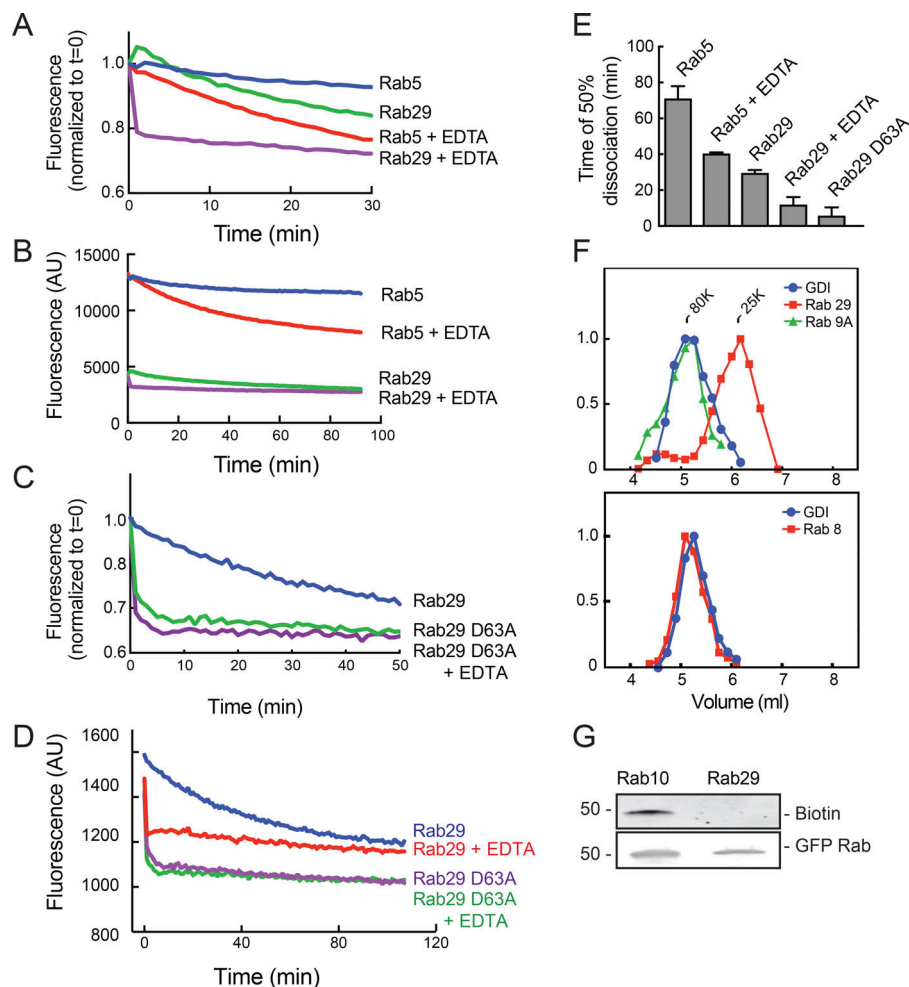 A
Fluorescence
(normalized to t=0)
1.0
0.8
0.6
0
10
20
30
Time (min)
Rab5
Rab29
Rab5 + EDTA
Rab29 + EDTA
B
Fluorescence (AU)
15000
10000
5000
0
0
20
40
60
80
100
Time (min)
Rab5
Rab5 + EDTA
Rab29
Rab29 + EDTA
C
Fluorescence
(normalized to t=0)
1.0
0.8
0.7
0.6
0
10
20
30
40
50
Time (min)
Rab29
Rab29 D63A
Rab29 D63A
+ EDTA
D
Fluorescence (AU)
1600
1400
1200
1000
800
0
40
80
120
Time (min)
Rab29
Rab29 + EDTA
Rab29 D63A
Rab29 D63A
+ EDTA
E
Time of 50%
dissociation (min)
100
80
60
40
20
0
Rab5
Rab5 + EDTA
Rab29
Rab29 + EDTA
Rab29 D63A
F
80K
25K
GDI
Rab 29
Rab 9A
1.0
0.5
0
4
5
6
7
8
GDI
Rab 8
1.0
0.5
0
4
5
6
7
8
Volume (ml)
G
Rab10 Rab29
50 - - Biotin
50 - - GFP Rab